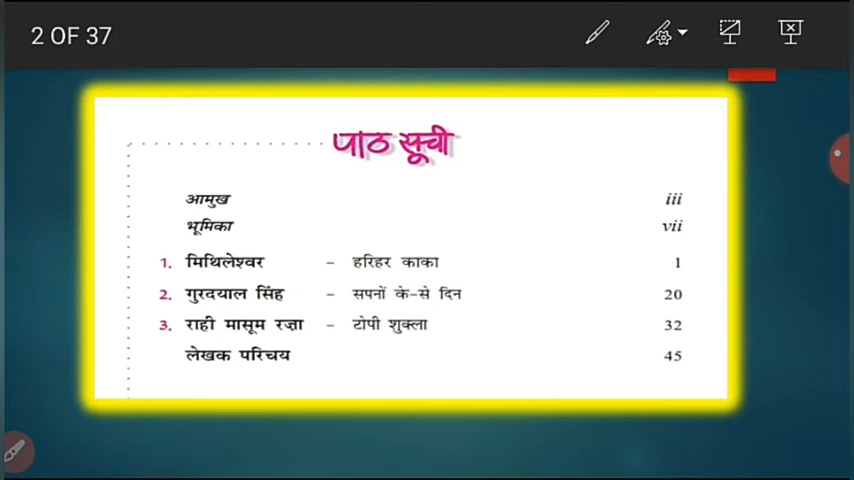 2 OF 37
पाठ सूची
आमुख iii
भूमिका vii
1. मिथिलेश्वर – हरिहर काका 1
2. गुरदयाल सिंह – सपनों के-से दिन 20
3. राही मासूम रज़ा – टोपी शुक्ला 32
लेखक परिचय 45